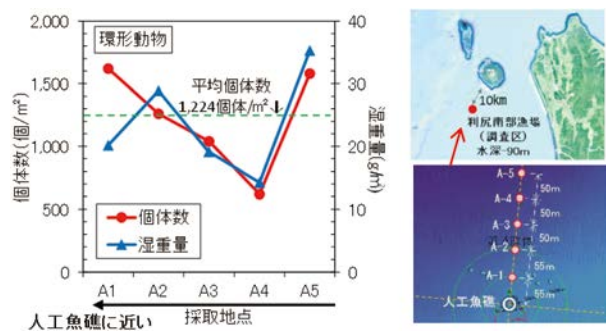 環形動物
平均個体数
1,224個体/m²↓
個体数(個/m²)
2,000
1,500
1,000
500
0
湿重量(g/㎡)
40
30
20
10
0
個体数
湿重量
A1 A2 A3 A4 A5
人工魚礁に近い
採取地点
10km
利尻南部漁場
(調査区)
水深-90m
A-5
50m
A-4
50m
A-3
50m
A-2
55m
A-1
55m
人工魚礁